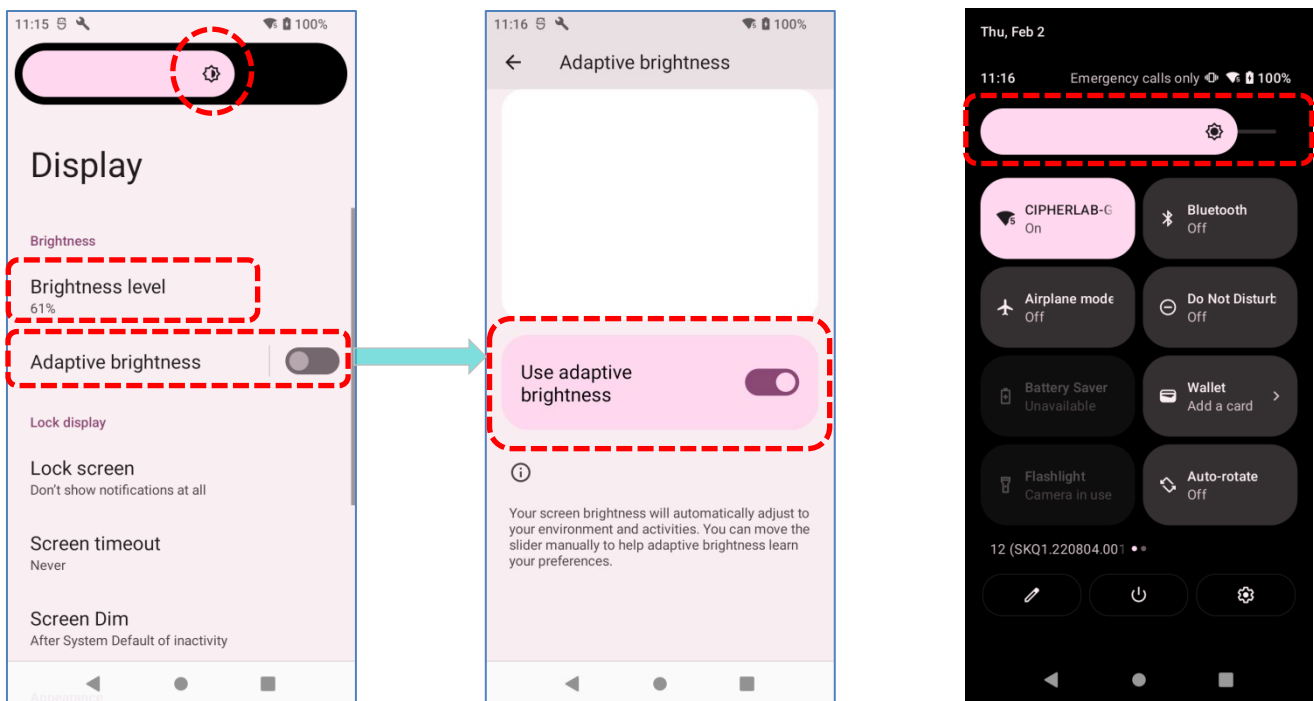 11:15
100%
Display
Brightness
Brightness level
61%
Adaptive brightness
Lock display
Lock screen
Don't show notifications at all
Screen timeout
Never
Screen Dim
After System Default of inactivity
Appearance
11:16
100%
Adaptive brightness
Use adaptive
brightness
Your screen brightness will automatically adjust to
your environment and activities. You can move the
slider manually to help adaptive brightness learn
your preferences.
Thu, Feb 2
11:16 Emergency calls only 100%
CIPHERLAB-G
On
Bluetooth
Off
Airplane mode
Off
Do Not Disturb
Off
Battery Saver
Unavailable
Wallet
Add a card
Flashlight
Camera in use
Auto-rotate
Off
12 (SKQ1.220804.001